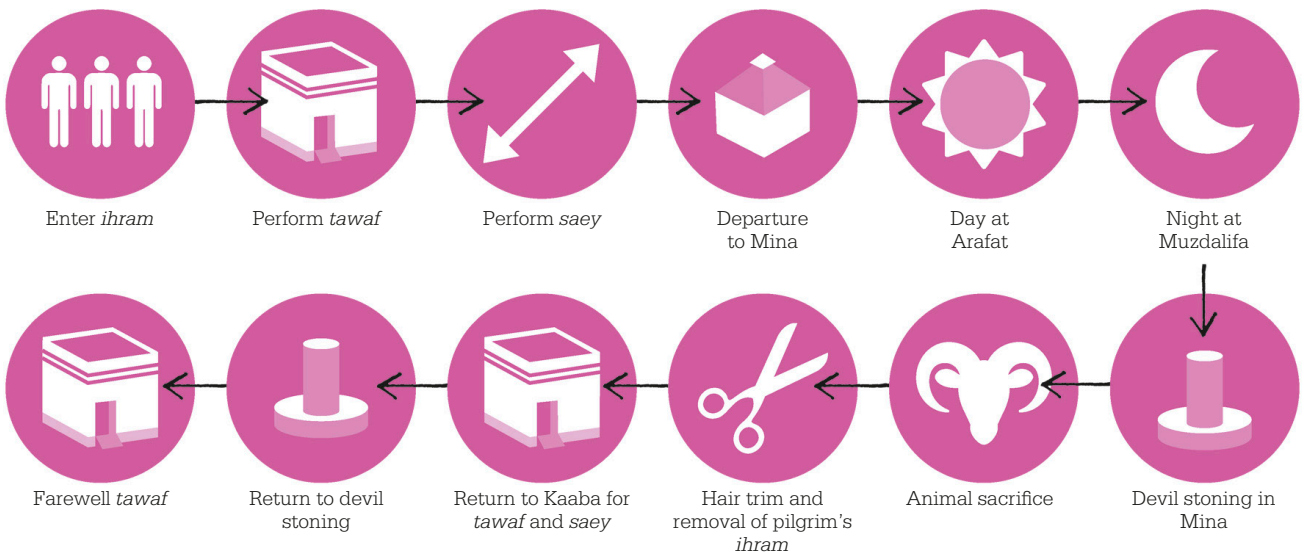 Enter ihram
Perform tawaf
Perform saey
Departure
to Mina
Day at
Arafat
Night at
Muzdalifa
Devil stoning in
Mina
Animal sacrifice
Hair trim and
removal of pilgrim’s
ihram
Return to Kaaba for
tawaf and saey
Return to devil
stoning
Farewell tawaf